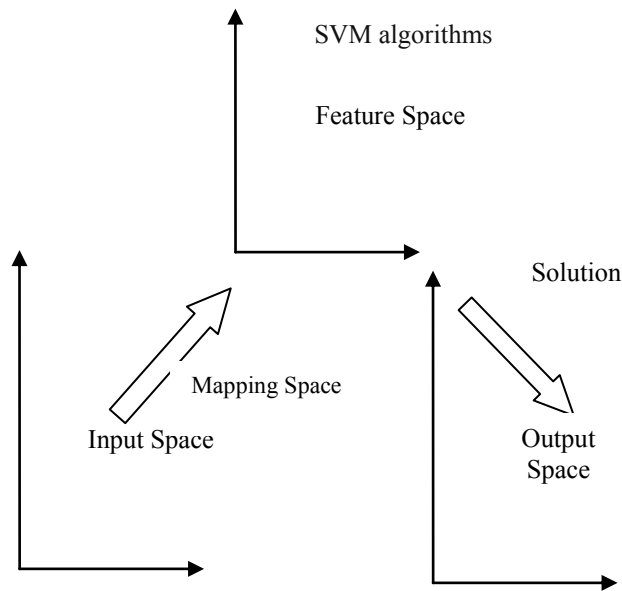 SVM algorithms
Feature Space
Solution
Mapping Space
Input Space
Output
Space